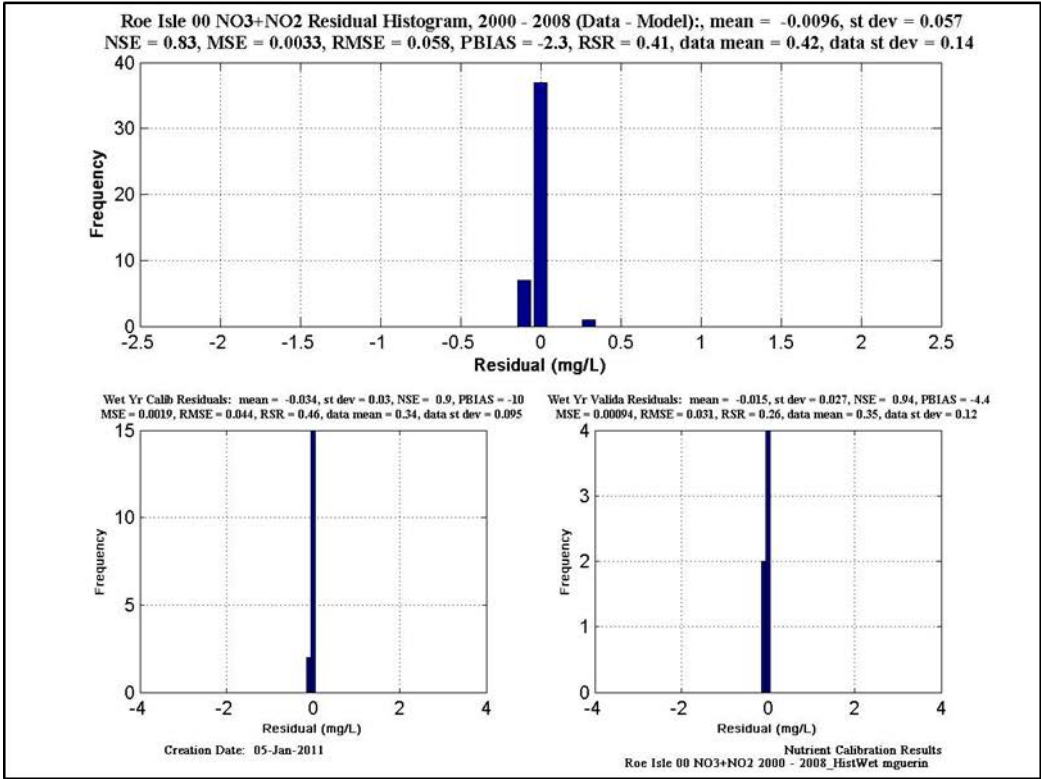 Roe Isle 00 NO3+NO2 Residual Histogram, 2000 - 2008 (Data - Model):, mean = -0.0096, st dev = 0.057
NSE = 0.83, MSE = 0.0033, RMSE = 0.058, PBIAS = -2.3, RSR = 0.41, data mean = 0.42, data st dev = 0.14
40
30
20
10
0
Frequency
-2.5 -2 -1.5 -1 -0.5 0 0.5 1 1.5 2 2.5
Residual (mg/L)
Wet Yr Calib Residuals: mean = -0.034, st dev = 0.03, NSE = 0.9, PBIAS = -10
MSE = 0.0019, RMSE = 0.044, RSR = 0.46, data mean = 0.34, data st dev = 0.095
15
10
5
0
Frequency
-4 -2 0 2 4
Residual (mg/L)
Wet Yr Valida Residuals: mean = -0.015, st dev = 0.027, NSE = 0.94, PBIAS = -4.4
MSE = 0.00094, RMSE = 0.031, RSR = 0.26, data mean = 0.35, data st dev = 0.12
4
3
2
1
0
Frequency
-4 -2 0 2 4
Residual (mg/L)
Creation Date: 05-Jan-2011
Nutrient Calibration Results
Roe Isle 00 NO3+NO2 2000 - 2008_HistWet mguerin